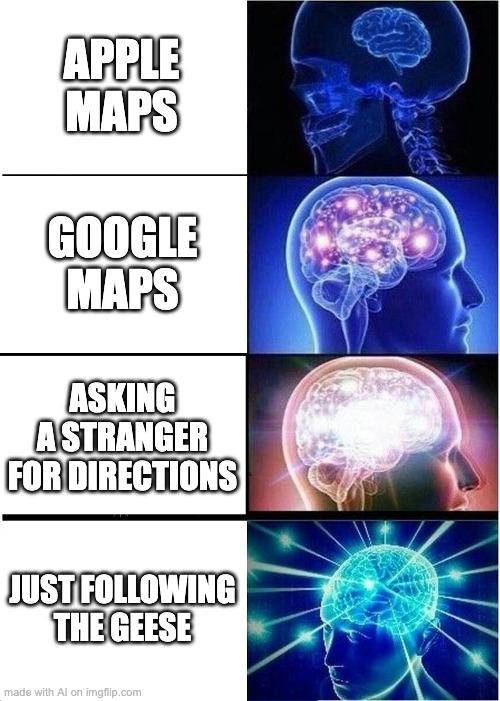 APPLE
MAPS
GOOGLE
MAPS
ASKING
A STRANGER
FOR DIRECTIONS
JUST FOLLOWING
THE GEESE
made with AI on imgflip.com